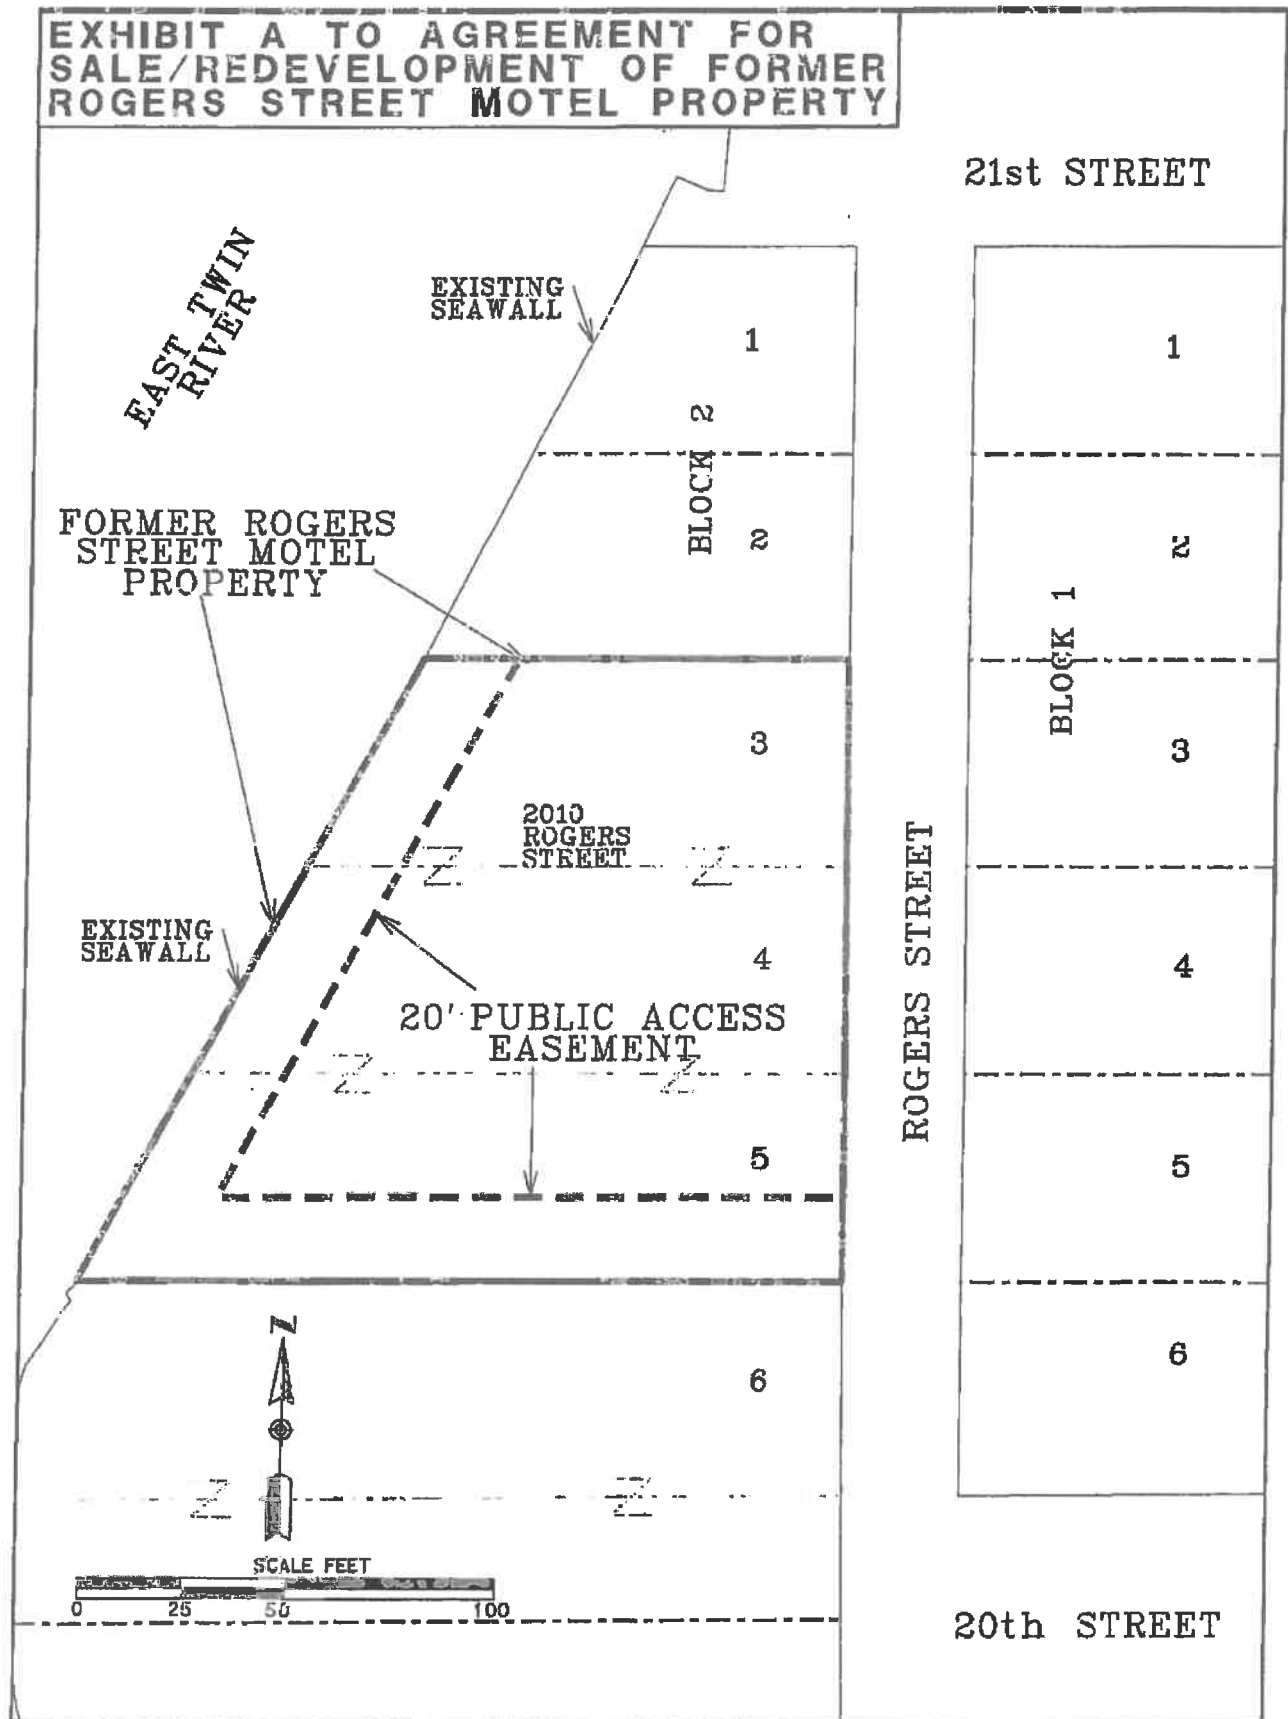 EXHIBIT A TO AGREEMENT FOR
SALE/REDEVELOPMENT OF FORMER
ROGERS STREET MOTEL PROPERTY
21st STREET
EAST TWIN
RIVER
EXISTING
SEAWALL
1
1
BLOCK 2
2
2
FORMER ROGERS
STREET MOTEL
PROPERTY
BLOCK 1
3
3
2010
ROGERS
STREET
Z
Z
ROGERS STREET
EXISTING
SEAWALL
4
4
20' PUBLIC ACCESS
EASEMENT
Z
Z
5
5
N
6
6
Z
Z
SCALE FEET
0 25 50 100
20th STREET